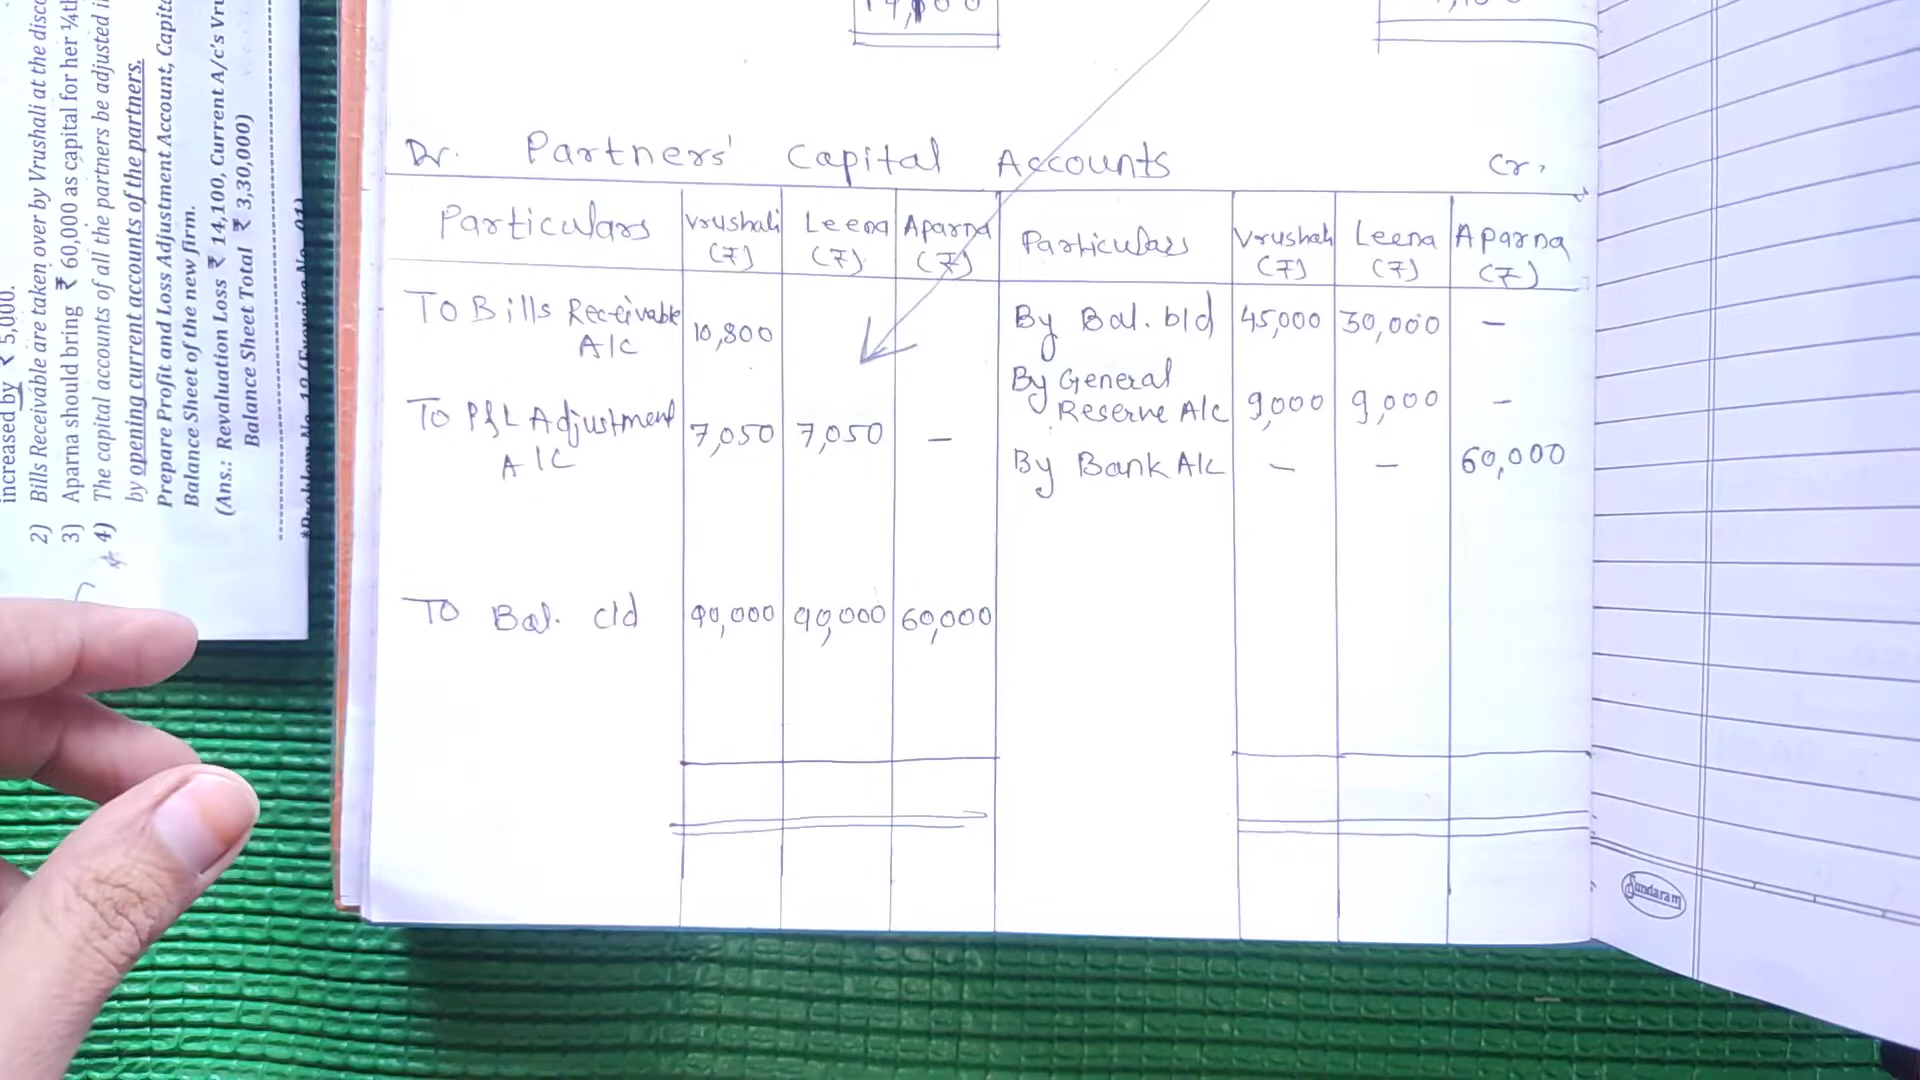 increased by ₹ 5,000.
2) Bills Receivable are taken over by Vrushali at the
3) Aparna should bring ₹ 60,000 as capital for her ¼th
4) The capital accounts of all the partners be adjusted
by opening current accounts of the partners.
Prepare Profit and Loss Adjustment Account,
Balance Sheet of the new firm.
(Ans.: Revaluation Loss ₹ 14,100, Current A/c's
Balance Sheet Total ₹ 3,30,000)
Dr. Partners' Capital Accounts Cr.
Particulars Vrushali (₹) Leena (₹) Aparna (₹) Particulars Vrushali (₹) Leena (₹) Aparna (₹)
To Bills Receivable A/C 10,800
By Bal. b/d 45,000 30,000 –
By General Reserve A/c 9,000 9,000 –
To P&L Adjustment A/C 7,050 7,050 –
By Bank A/c – – 60,000
To Bal. c/d 90,000 90,000 60,000
Sundaram